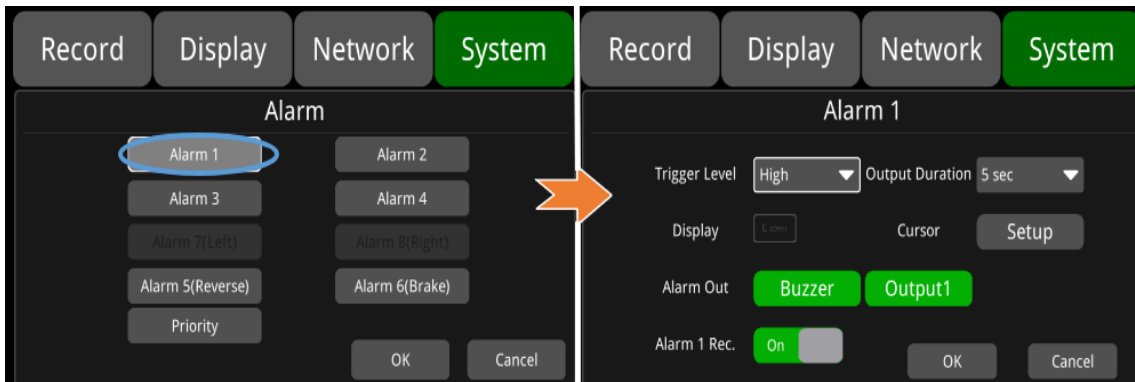 Record Display Network System
Alarm
Alarm 1 Alarm 2
Alarm 3 Alarm 4
Alarm 7(Left) Alarm 8(Right)
Alarm 5(Reverse) Alarm 6(Brake)
Priority
OK Cancel
Record Display Network System
Alarm 1
Trigger Level High Output Duration 5 sec
Display Cursor Setup
Alarm Out Buzzer Output1
Alarm 1 Rec. On
OK Cancel